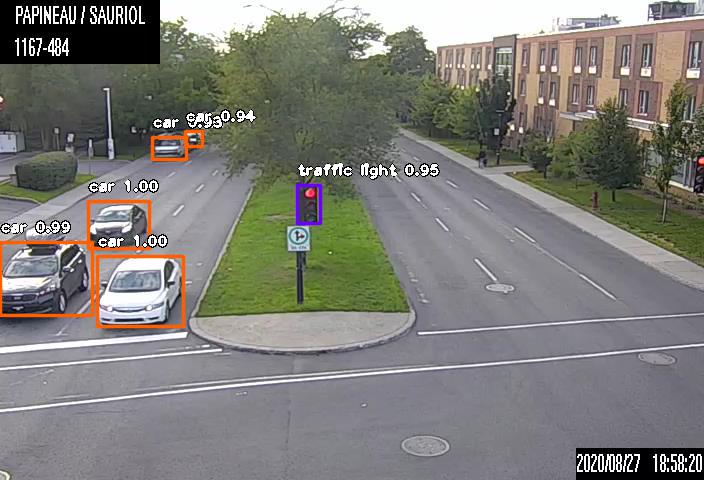 PAPINEAU / SAURIOL
1167-484
car 0.94
traffic light 0.95
car 1.00
car 0.99
car 1.00
2020/08/27 18:58:20